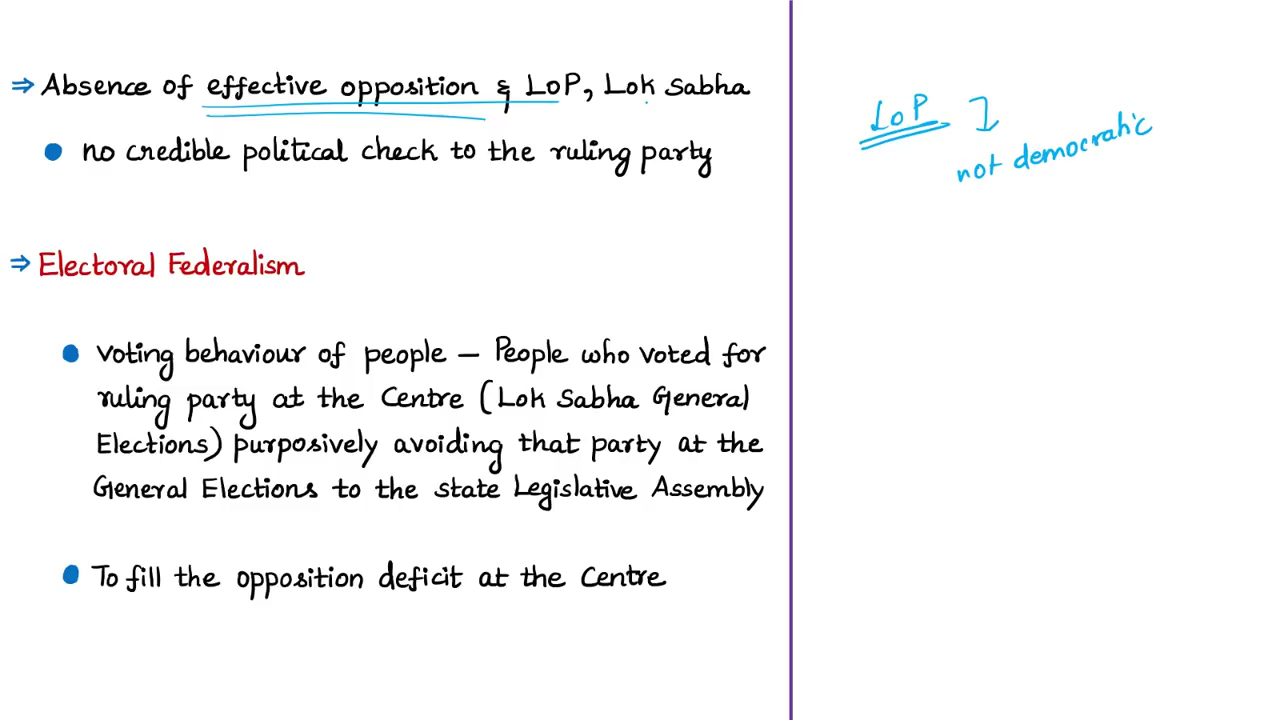 ⇒ Absence of effective opposition & LoP, Lok Sabha
● no credible political check to the ruling party
⇒ Electoral Federalism
● Voting behaviour of people – People who voted for
ruling party at the Centre (Lok Sabha General
Elections) purposively avoiding that party at the
General Elections to the state Legislative Assembly
● To fill the opposition deficit at the Centre
LoP ]
not democratic